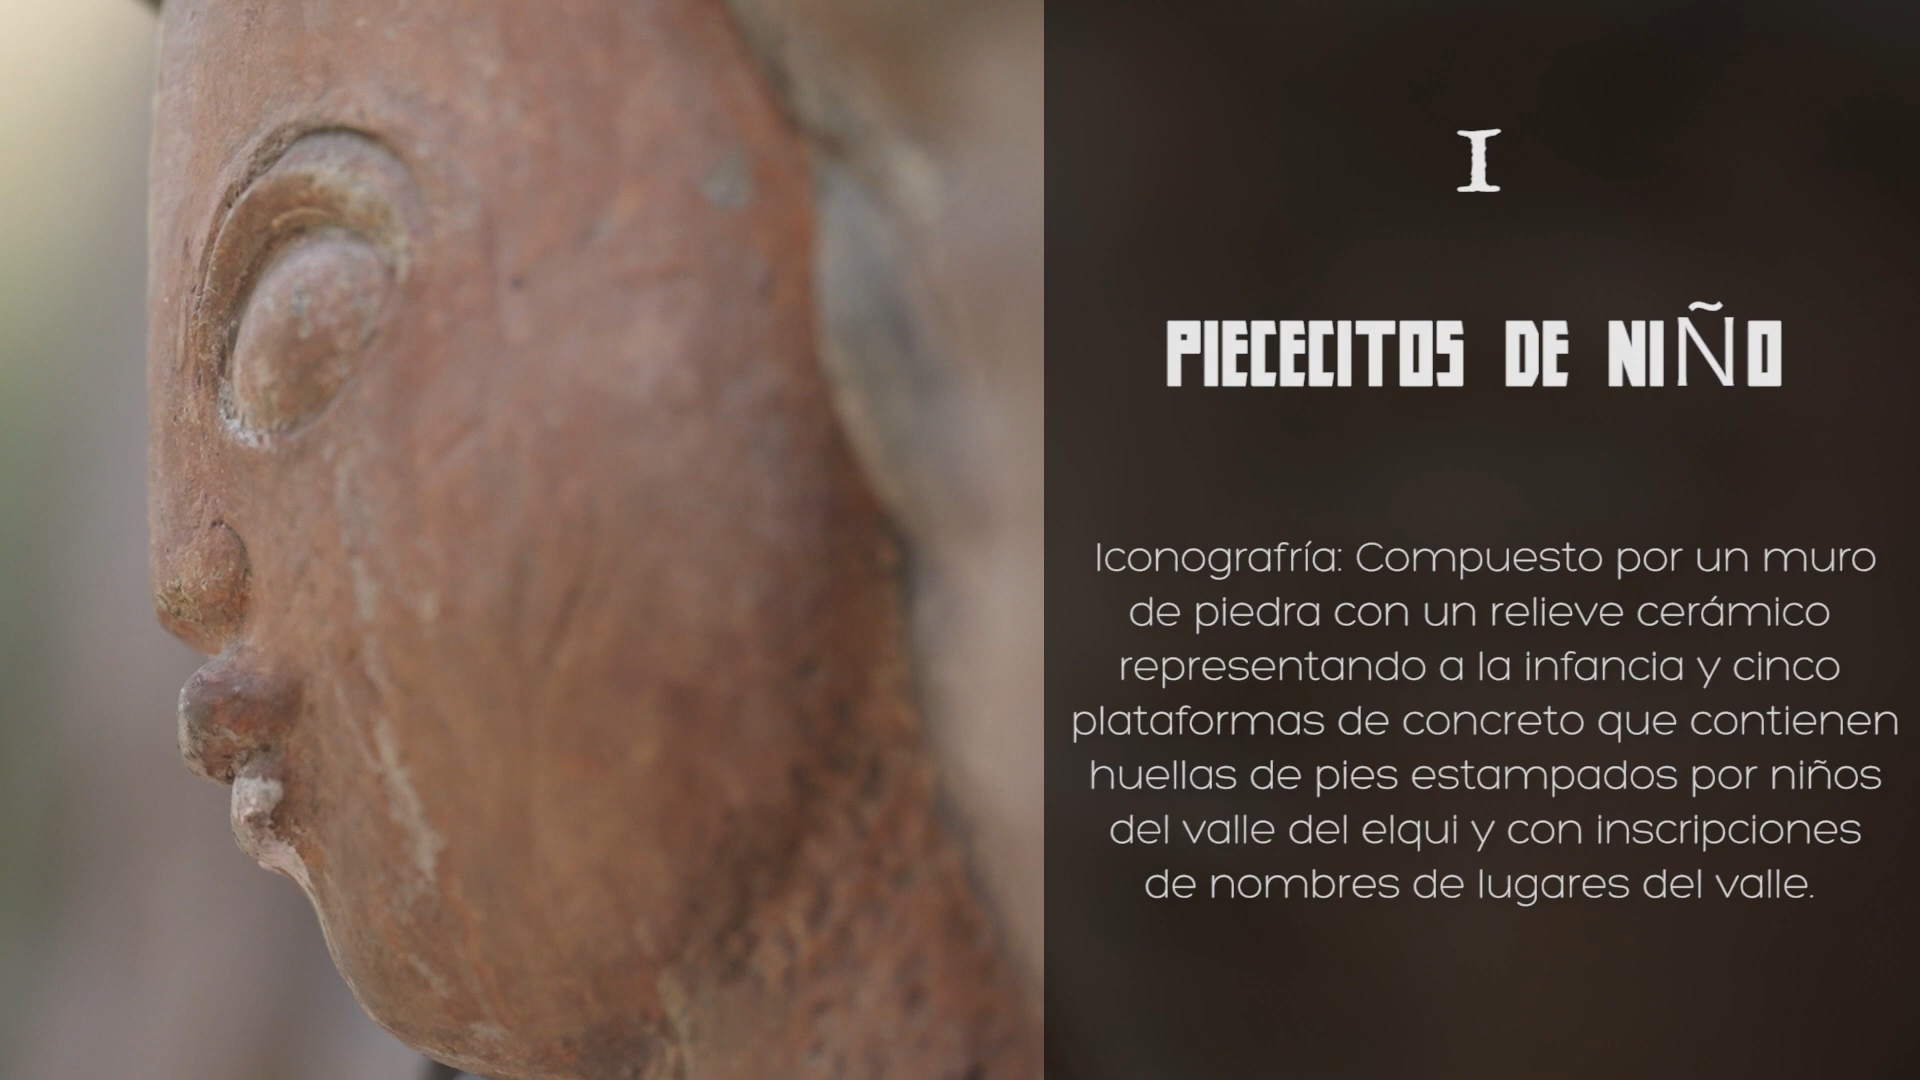 I
PIECECITOS DE NIÑO
Iconografría: Compuesto por un muro
de piedra con un relieve cerámico
representando a la infancia y cinco
plataformas de concreto que contienen
huellas de pies estampados por niños
del valle del elqui y con inscripciones
de nombres de lugares del valle.